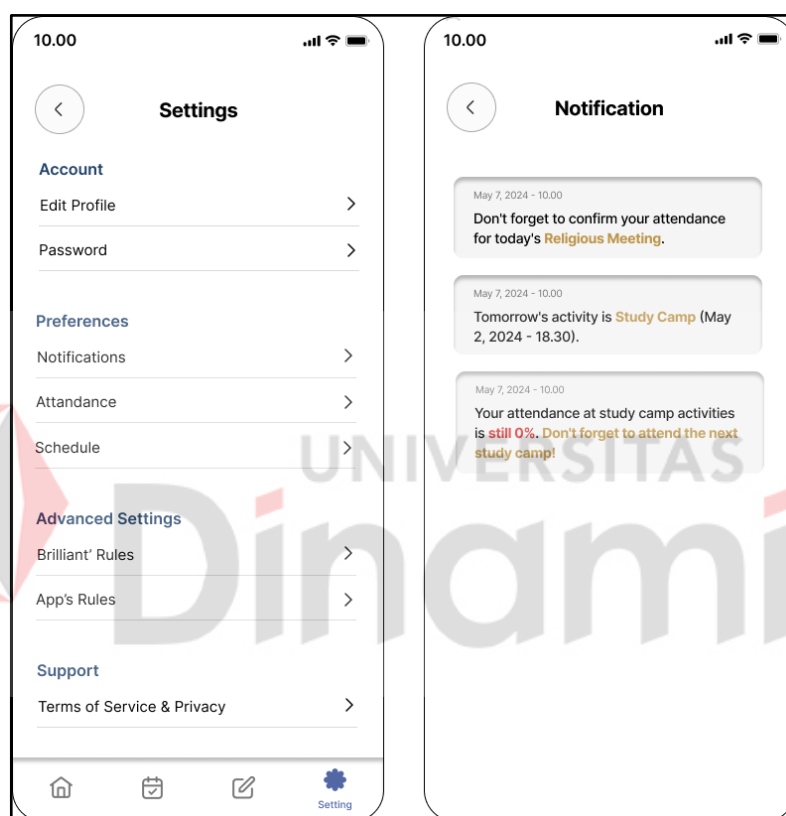 10.00
Settings
Account
Edit Profile
Password
Preferences
Notifications
Attandance
Schedule
Advanced Settings
Brilliant' Rules
App's Rules
Support
Terms of Service & Privacy
Setting
10.00
Notification
May 7, 2024 - 10.00
Don't forget to confirm your attendance
for today's Religious Meeting.
May 7, 2024 - 10.00
Tomorrow's activity is Study Camp (May
2, 2024 - 18.30).
May 7, 2024 - 10.00
Your attendance at study camp activities
is still 0%. Don't forget to attend the next
study camp!
UNIVERSITAS
Dinami